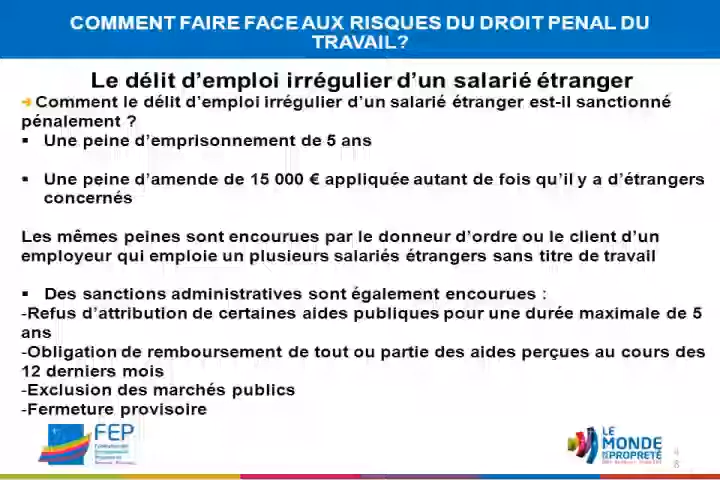 COMMENT FAIRE FACE AUX RISQUES DU DROIT PENAL DU
TRAVAIL?
Le délit d'emploi irrégulier d'un salarié étranger
Comment le délit d'emploi irrégulier d'un salarié étranger est-il sanctionné
pénalement ?
▪ Une peine d'emprisonnement de 5 ans
▪ Une peine d'amende de 15 000 € appliquée autant de fois qu'il y a d'étrangers
concernés
Les mêmes peines sont encourues par le donneur d'ordre ou le client d'un
employeur qui emploie un plusieurs salariés étrangers sans titre de travail
▪ Des sanctions administratives sont également encourues :
-Refus d'attribution de certaines aides publiques pour une durée maximale de 5
ans
-Obligation de remboursement de tout ou partie des aides perçues au cours des
12 derniers mois
-Exclusion des marchés publics
-Fermeture provisoire
FEP
LE
MONDE
DE LA PROPRETÉ
4
8